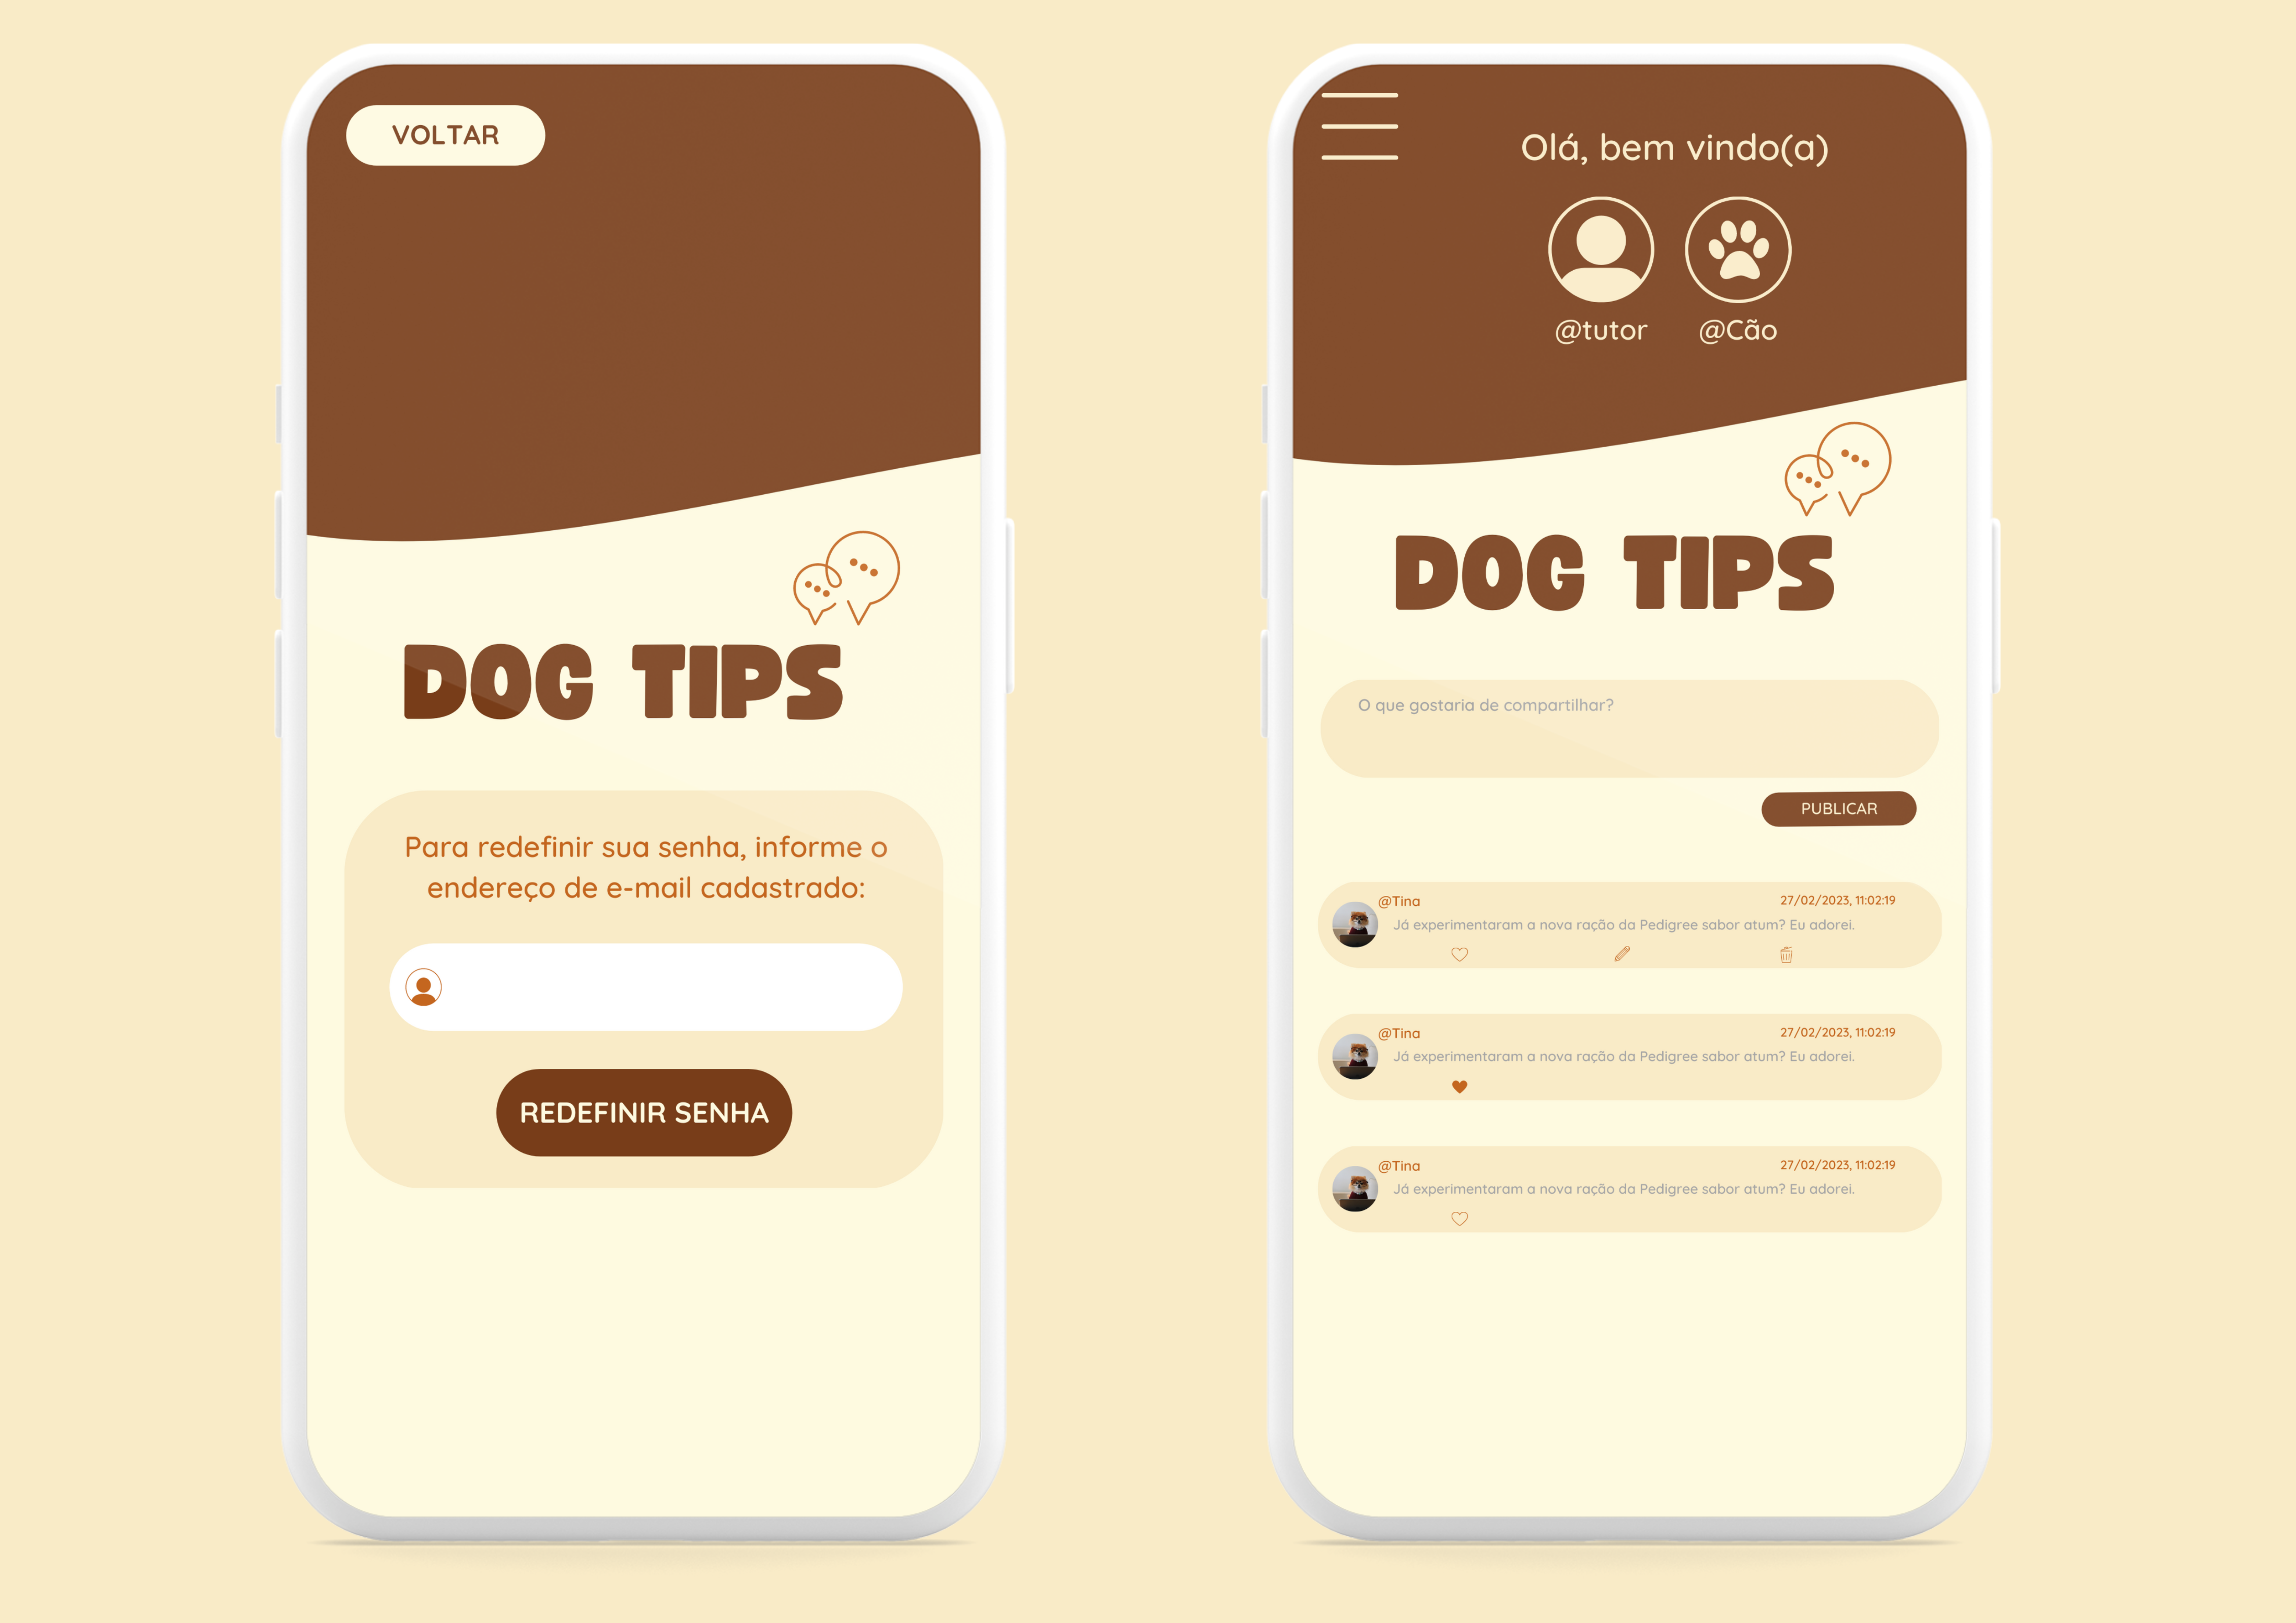 VOLTAR
DOG TIPS
Para redefinir sua senha, informe o
endereço de e-mail cadastrado:
REDEFINIR SENHA
Olá, bem vindo(a)
@tutor @Cão
DOG TIPS
O que gostaria de compartilhar?
PUBLICAR
@Tina 27/02/2023, 11:02:19
Já experimentaram a nova ração da Pedigree sabor atum? Eu adorei.
@Tina 27/02/2023, 11:02:19
Já experimentaram a nova ração da Pedigree sabor atum? Eu adorei.
@Tina 27/02/2023, 11:02:19
Já experimentaram a nova ração da Pedigree sabor atum? Eu adorei.